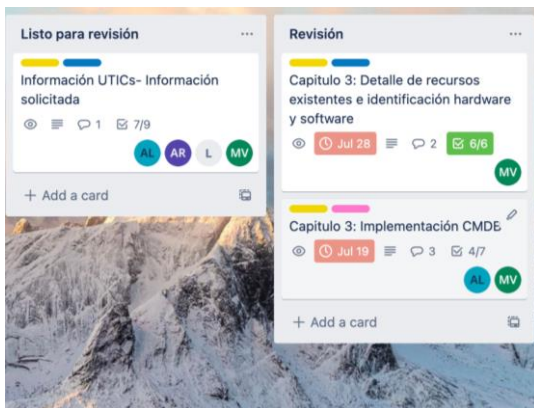 Listo para revisión
Información UTICs- Información
solicitada
1 7/9
AL AR L MV
+ Add a card
Revisión
Capitulo 3: Detalle de recursos
existentes e identificación hardware
y software
Jul 28 2 6/6
MV
Capitulo 3: Implementación CMDB
Jul 19 3 4/7
AL MV
+ Add a card